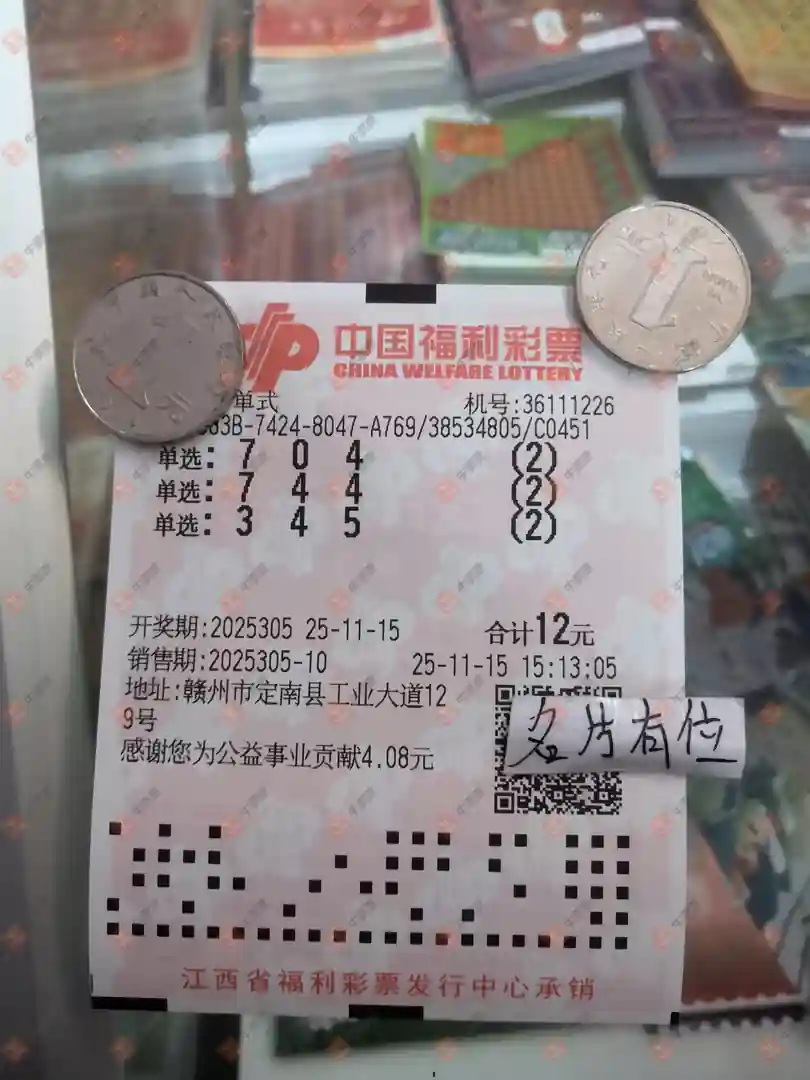 中国福利彩票
CHINA WELFARE LOTTERY
单式 机号:36111226
3B-7424-8047-A769/38534805/C0451
单选: 7 0 4 (2)
单选: 7 4 4 (2)
单选: 3 4 5 (2)
开奖期:2025305 25-11-15 合计12元
销售期:2025305-10 25-11-15 15:13:05
地址:赣州市定南县工业大道12
9号
感谢您为公益事业贡献4.08元
名片有位
江西省福利彩票发行中心承销